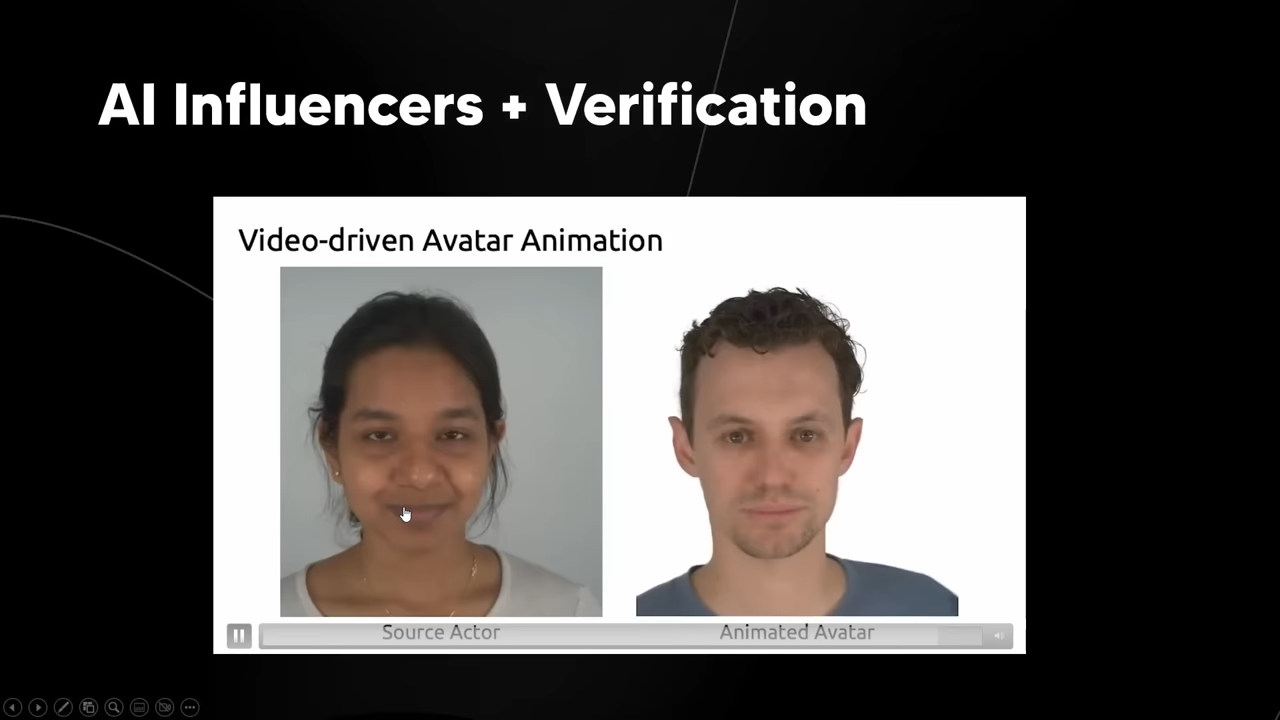 AI Influencers + Verification
Video-driven Avatar Animation
Source Actor
Animated Avatar